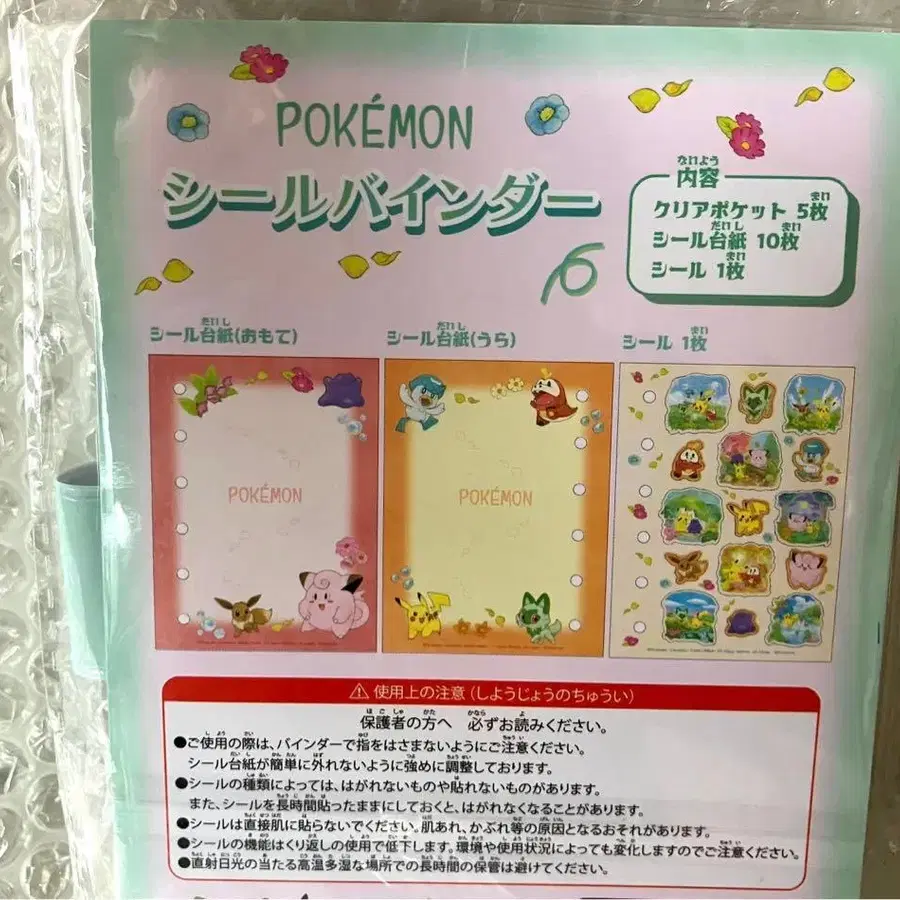 POKÉMON
シールバインダー
内容
クリアポケット 5枚
シール台紙 10枚
シール 1枚
シール台紙(おもて)
シール台紙(うら)
シール 1枚
POKÉMON
POKÉMON
⚠ 使用上の注意(しようじょうのちゅうい)
保護者の方へ 必ずお読みください。
●ご使用の際は、バインダーで指をはさまないようにご注意ください。
シール台紙が簡単に外れないように強めに調整しております。
●シールの種類によっては、はがれないものや貼れないものがあります。
また、シールを長時間貼ったままにしておくと、はがれなくなることがあります。
●シールは直接肌に貼らないでください。肌あれ、かぶれ等の原因となるおそれがあります。
●シールの機能はくり返しの使用で低下します。環境や使用状況によっても変化しますのでご注意ください。
●直射日光の当たる高温多湿な場所での長時間の保管は避けてください。